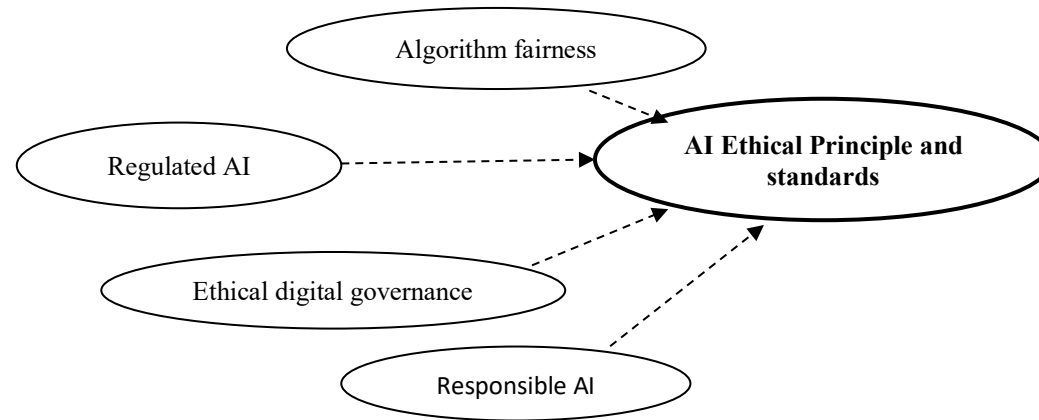 Algorithm fairness
AI Ethical Principle and
standards
Regulated AI
Ethical digital governance
Responsible AI